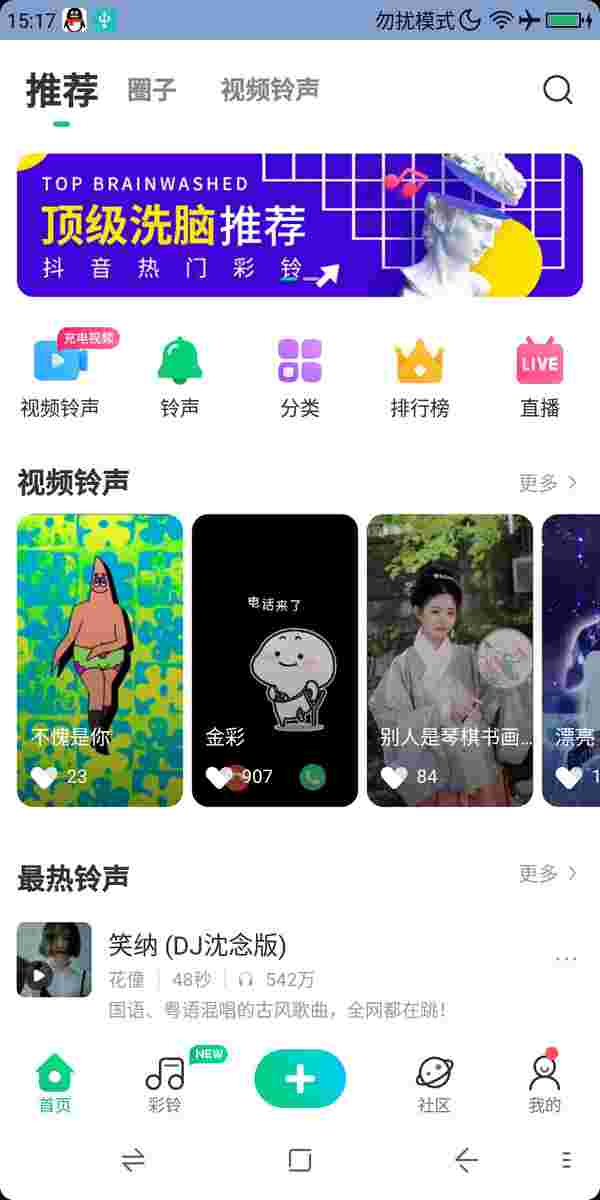 15:17
勿扰模式
推荐
圈子
视频铃声
TOP BRAINWASHED
顶级洗脑推荐
抖音热门彩铃
充电视频
LIVE
视频铃声
铃声
分类
排行榜
直播
视频铃声
更多
电话来了
不愧是你
金彩
别人是琴棋书画...
漂亮
23
907
84
1
最热铃声
更多
笑纳 (DJ沈念版)
花僮
48秒
542万
国语、粤语混唱的古风歌曲，全网都在跳!
NEW
首页
彩铃
社区
我的